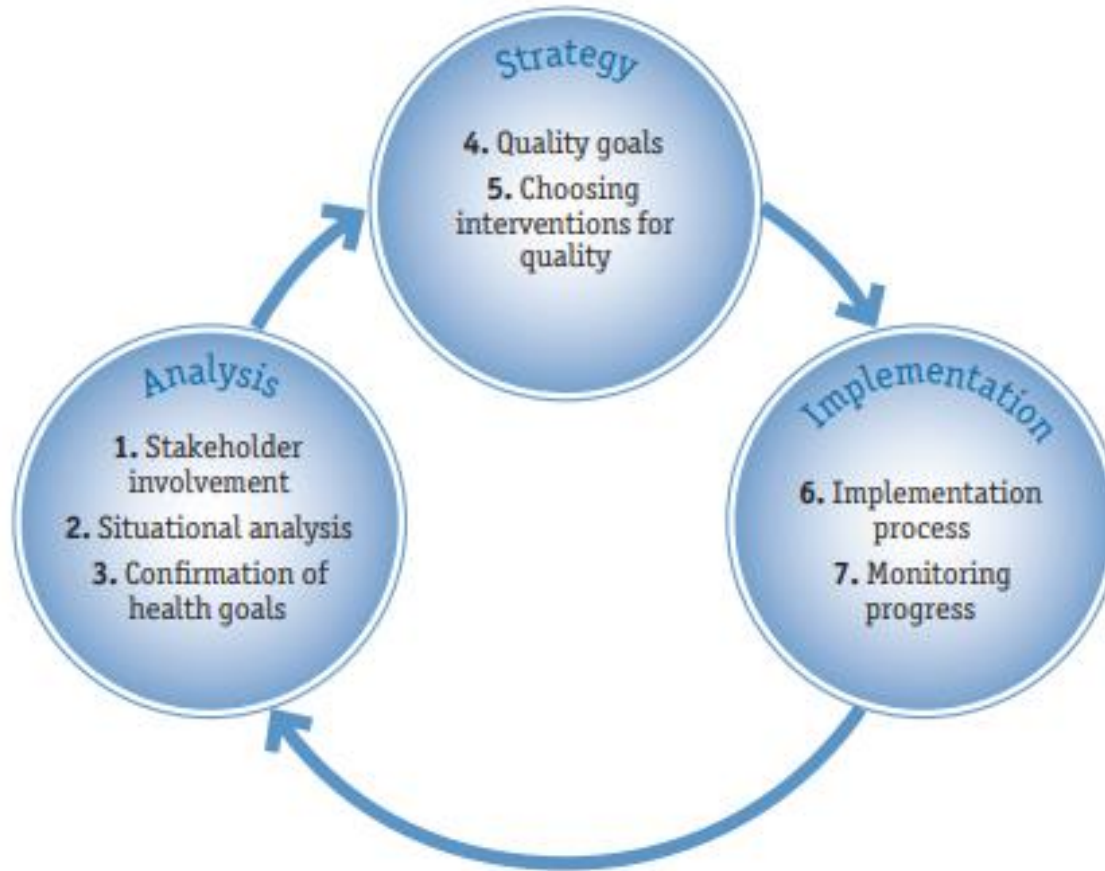 Strategy
4. Quality goals
5. Choosing
interventions for
quality
Analysis
1. Stakeholder
involvement
2. Situational analysis
3. Confirmation of
health goals
Implementation
6. Implementation
process
7. Monitoring
progress